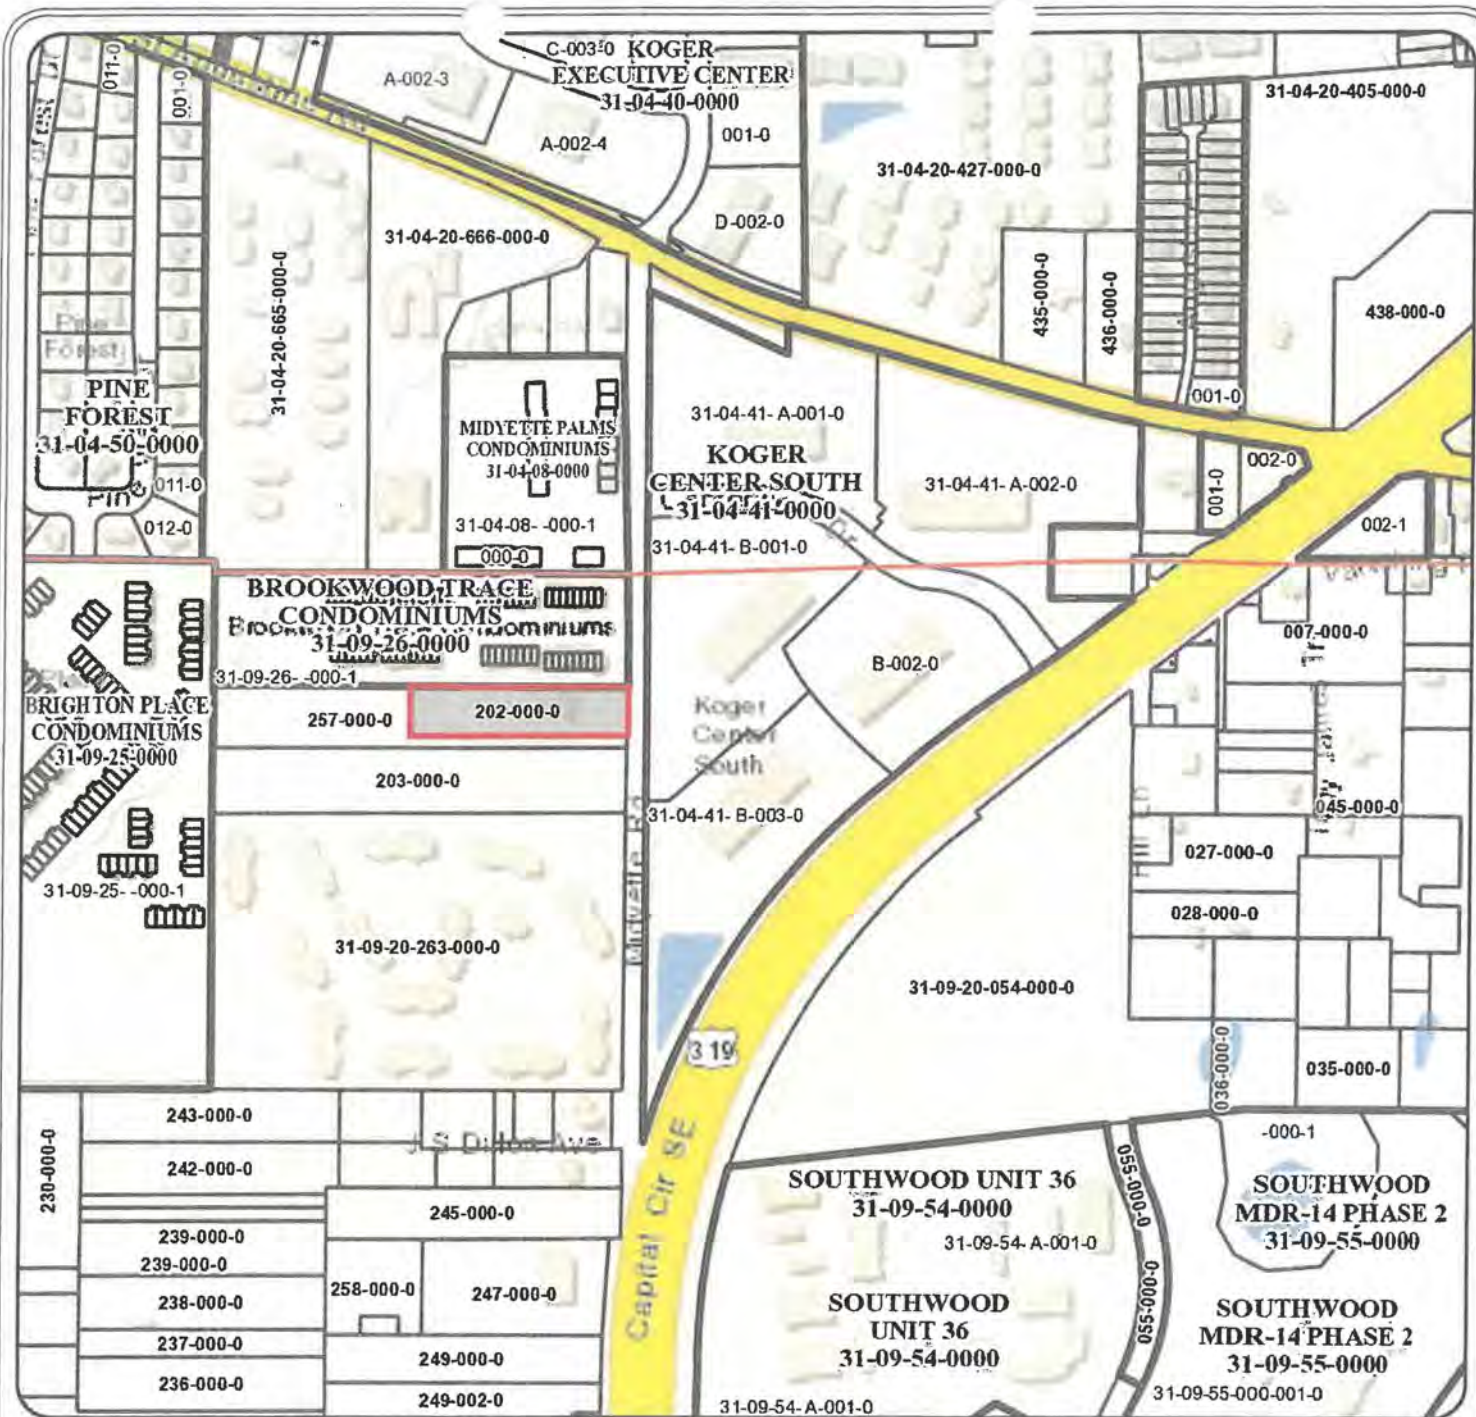 C-003-0 KOGER
EXECUTIVE CENTER
31-04-40-0000
011-0
001-0
A-002-3
A-002-4
001-0
D-002-0
31-04-20-427-000-0
31-04-20-405-000-0
31-04-20-666-000-0
31-04-20-665-000-0
435-000-0
436-000-0
438-000-0
Pine
Forest
PINE
FOREST
31-04-50-0000
011-0
012-0
MIDYETTE PALMS
CONDOMINIUMS
31-04-08-0000
31-04-08- -000-1
000-0
31-04-41- A-001-0
KOGER
CENTER SOUTH
31-04-41-0000
31-04-41- A-002-0
31-04-41- B-001-0
Cir
001-0
001-0
002-0
002-1
BROOKWOOD TRACE
CONDOMINIUMS
31-09-26-0000
31-09-26- -000-1
BRIGHTON PLACE
CONDOMINIUMS
31-09-25-0000
31-09-25- -000-1
257-000-0
202-000-0
203-000-0
B-002-0
Koger
Center
South
31-04-41- B-003-0
Midyette Rd
007-000-0
045-000-0
027-000-0
028-000-0
31-09-20-263-000-0
31-09-20-054-000-0
319
036-000-0
035-000-0
243-000-0
242-000-0
230-000-0
239-000-0
239-000-0
238-000-0
237-000-0
236-000-0
245-000-0
258-000-0
247-000-0
249-000-0
249-002-0
Capital Cir SE
SOUTHWOOD UNIT 36
31-09-54-0000
31-09-54- A-001-0
SOUTHWOOD
UNIT 36
31-09-54-0000
31-09-54- A-001-0
055-000-0
055-000-0
-000-1
SOUTHWOOD
MDR-14 PHASE 2
31-09-55-0000
SOUTHWOOD
MDR-14 PHASE 2
31-09-55-0000
31-09-55-000-001-0